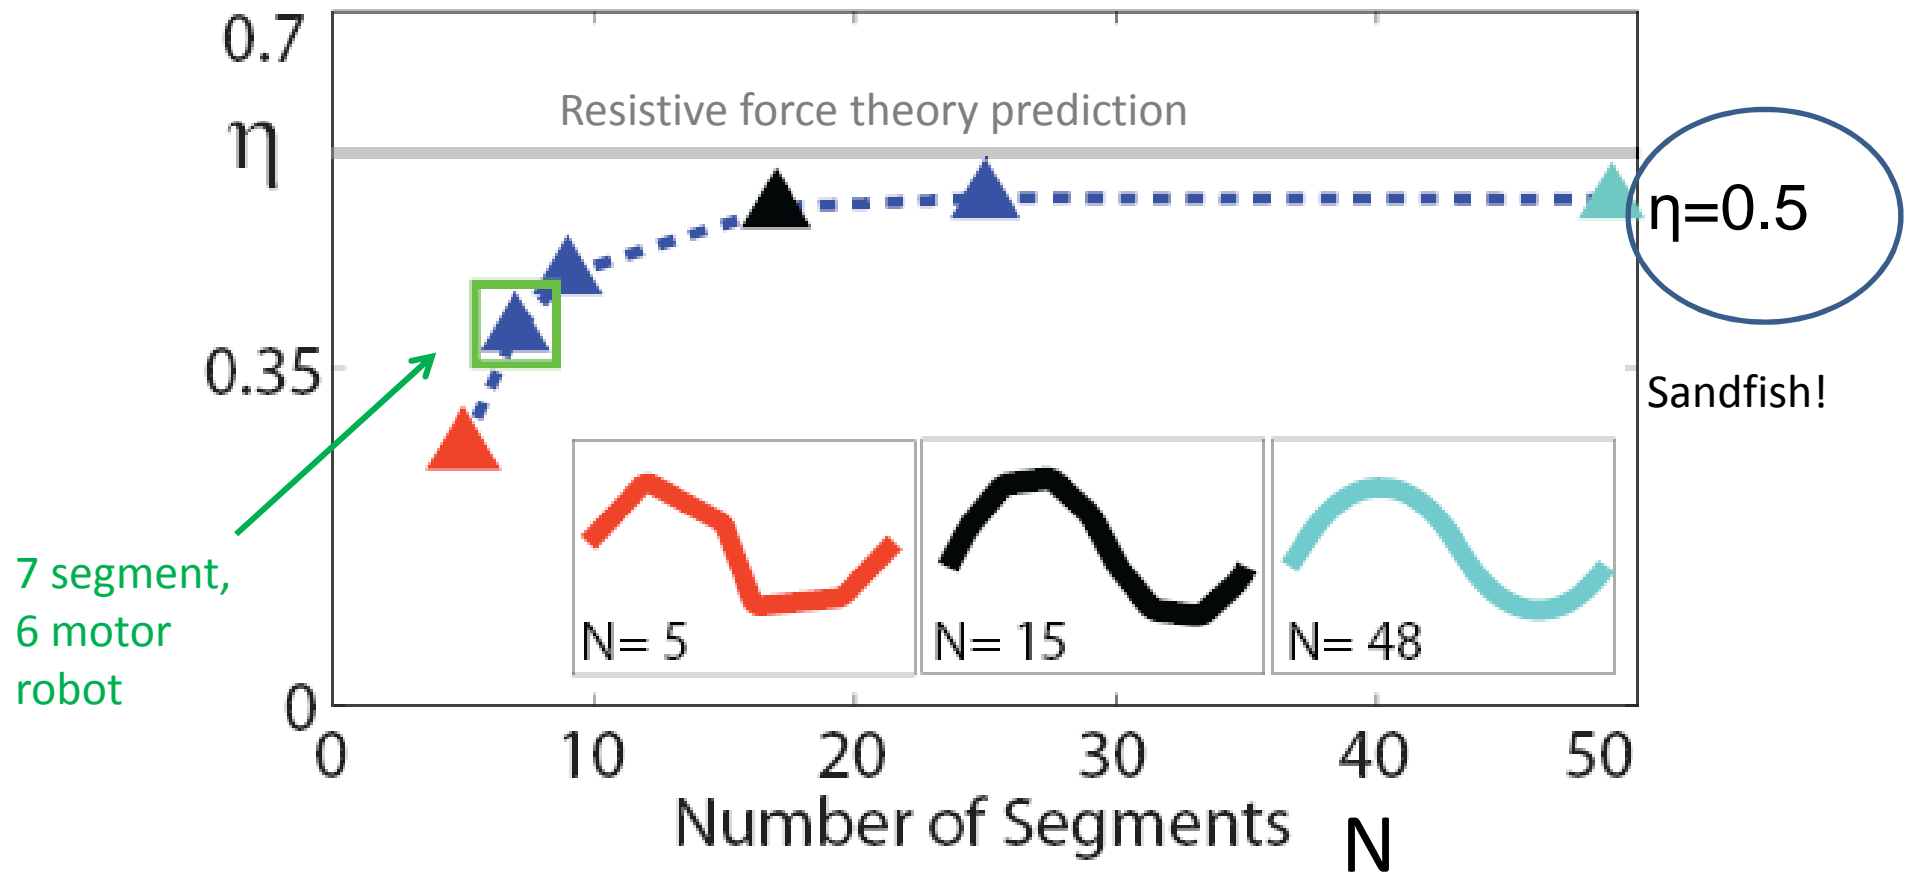 0.7
η
Resistive force theory prediction
η=0.5
0.35
Sandfish!
7 segment,
6 motor
robot
N= 5
N= 15
N= 48
0
0 10 20 30 40 50
Number of Segments N